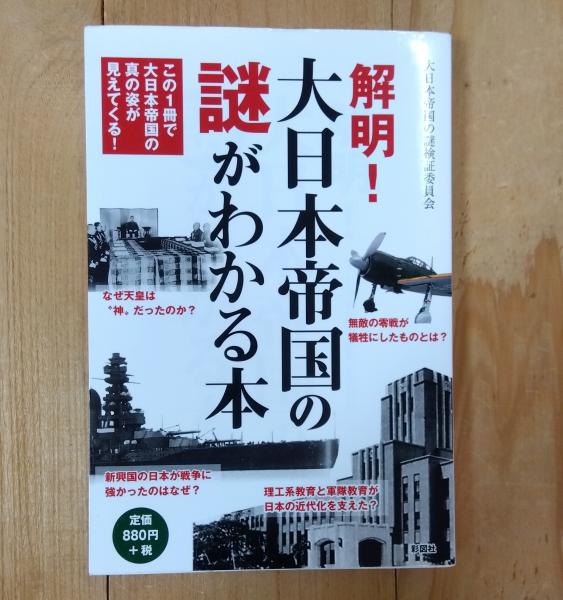 大日本帝国の謎検証委員会
解明!
大日本帝国の
謎がわかる本
この1冊で
大日本帝国の
真の姿が
見えてくる!
なぜ天皇は
〝神〟だったのか?
無敵の零戦が
犠牲にしたものとは?
新興国の日本が戦争に
強かったのはなぜ?
理工系教育と軍隊教育が
日本の近代化を支えた?
定価
880円
+税
彩図社